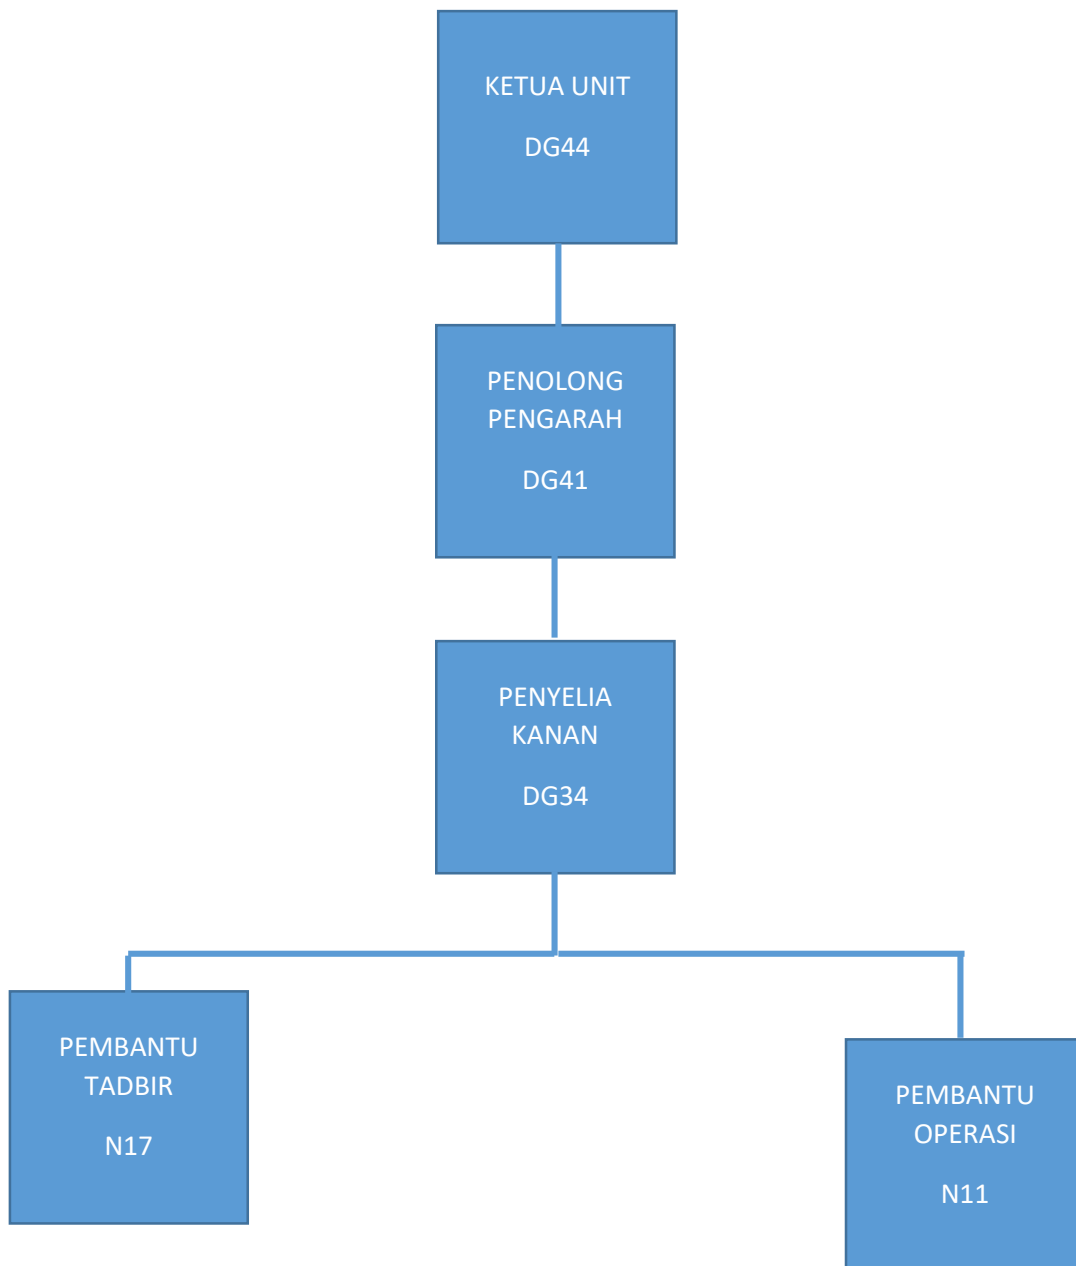 KETUA UNIT
DG44
PENOLONG
PENGARAH
DG41
PENYELIA
KANAN
DG34
PEMBANTU
TADBIR
N17
PEMBANTU
OPERASI
N11